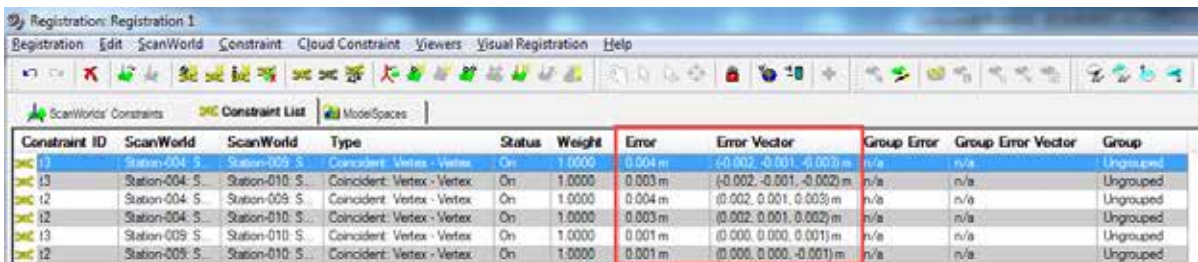 Registration: Registration 1
Registration Edit ScanWorld Constraint Cloud Constraint Viewers Visual Registration Help
ScanWorlds' Constraints Constraint List ModelSpaces
Constraint ID ScanWorld ScanWorld Type Status Weight Error Error Vector Group Error Group Error Vector Group
t3 Station-004: S... Station-009: S... Coincident: Vertex - Vertex On 1.0000 0.004 m (-0.002, -0.001, -0.003) m n/a n/a Ungrouped
t3 Station-004: S... Station-010: S... Coincident: Vertex - Vertex On 1.0000 0.003 m (-0.002, -0.001, -0.002) m n/a n/a Ungrouped
t2 Station-004: S... Station-009: S... Coincident: Vertex - Vertex On 1.0000 0.004 m (0.002, 0.001, 0.003) m n/a n/a Ungrouped
t2 Station-004: S... Station-010: S... Coincident: Vertex - Vertex On 1.0000 0.003 m (0.002, 0.001, 0.002) m n/a n/a Ungrouped
t3 Station-009: S... Station-010: S... Coincident: Vertex - Vertex On 1.0000 0.001 m (0.000, 0.000, 0.001) m n/a n/a Ungrouped
t2 Station-009: S... Station-010: S... Coincident: Vertex - Vertex On 1.0000 0.001 m (0.000, 0.000, -0.001) m n/a n/a Ungrouped